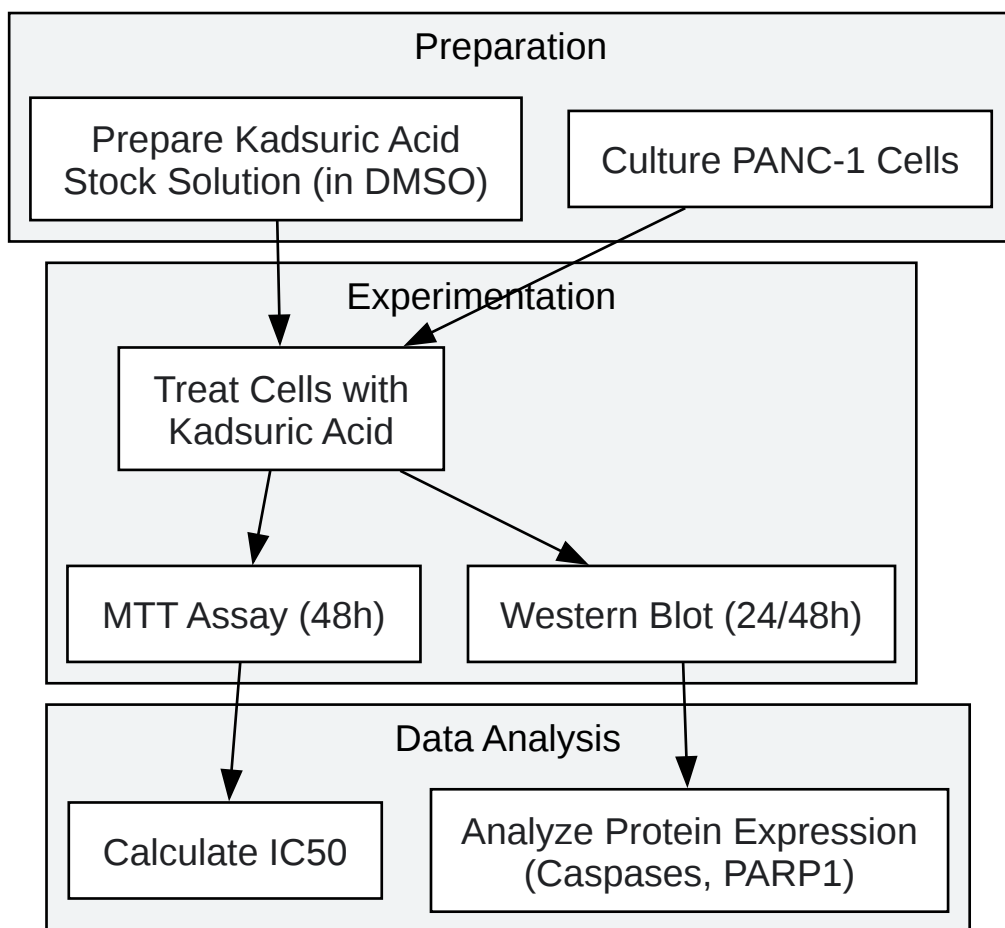 Preparation
Prepare Kadsuric Acid
Stock Solution (in DMSO)
Culture PANC-1 Cells
Experimentation
Treat Cells with
Kadsuric Acid
MTT Assay (48h)
Western Blot (24/48h)
Data Analysis
Calculate IC50
Analyze Protein Expression
(Caspases, PARP1)